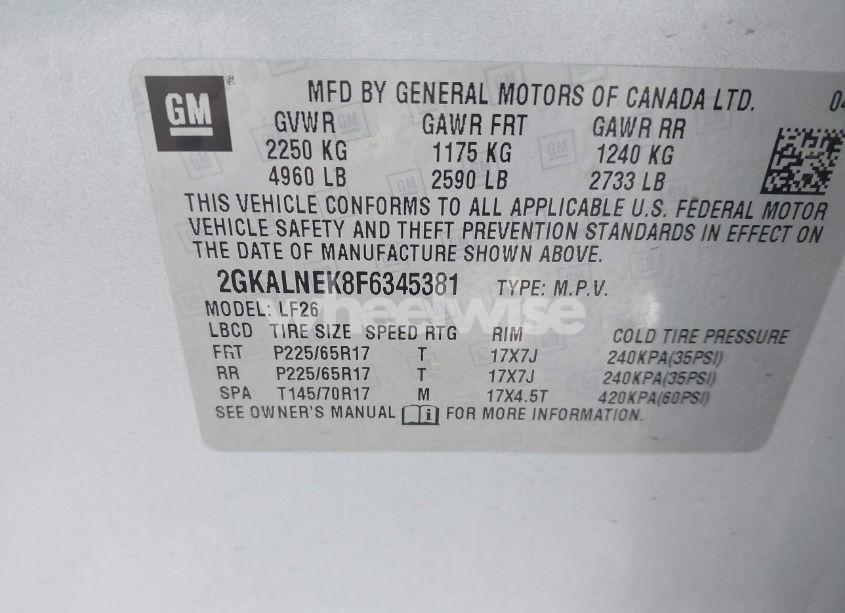 GM
MFD BY GENERAL MOTORS OF CANADA LTD. 04
GVWR GAWR FRT GAWR RR
2250 KG 1175 KG 1240 KG
4960 LB 2590 LB 2733 LB
THIS VEHICLE CONFORMS TO ALL APPLICABLE U.S. FEDERAL MOTOR
VEHICLE SAFETY AND THEFT PREVENTION STANDARDS IN EFFECT ON
THE DATE OF MANUFACTURE SHOWN ABOVE.
2GKALNEK8F6345381 TYPE: M.P.V.
MODEL: LF26
wheelwise
LBCD TIRE SIZE SPEED RTG RIM COLD TIRE PRESSURE
FRT P225/65R17 T 17X7J 240KPA(35PSI)
RR P225/65R17 T 17X7J 240KPA(35PSI)
SPA T145/70R17 M 17X4.5T 420KPA(60PSI)
SEE OWNER'S MANUAL FOR MORE INFORMATION.